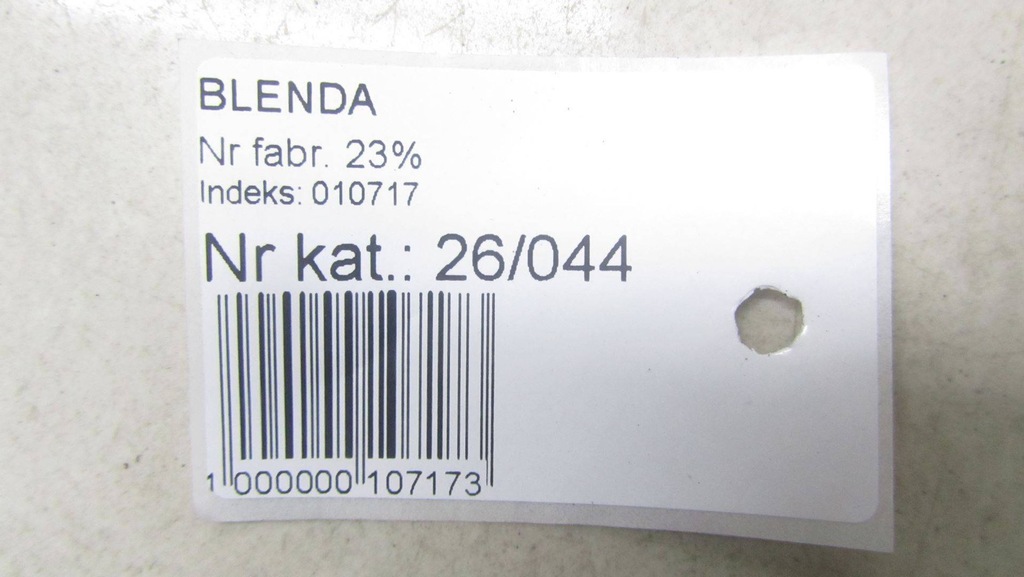 BLENDA
Nr fabr. 23%
Indeks: 010717
Nr kat.: 26/044
1 000000 107173